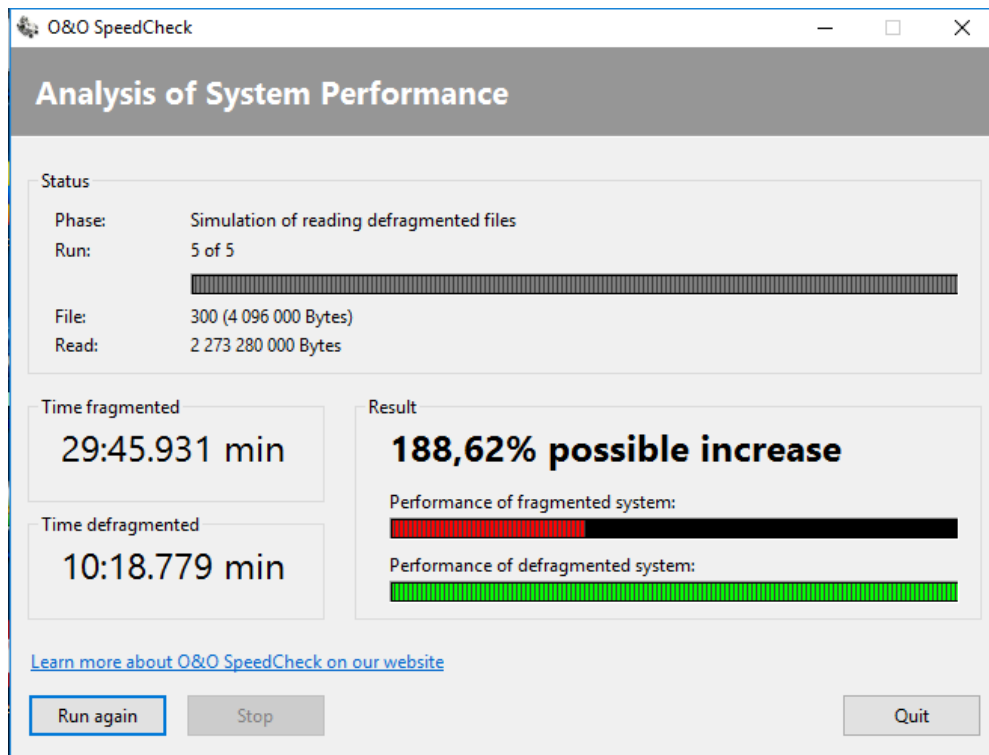 O&O SpeedCheck
Analysis of System Performance
Status
Phase: Simulation of reading defragmented files
Run: 5 of 5
File: 300 (4 096 000 Bytes)
Read: 2 273 280 000 Bytes
Time fragmented
29:45.931 min
Time defragmented
10:18.779 min
Result
188,62% possible increase
Performance of fragmented system:
Performance of defragmented system:
Learn more about O&O SpeedCheck on our website
Run again Stop Quit